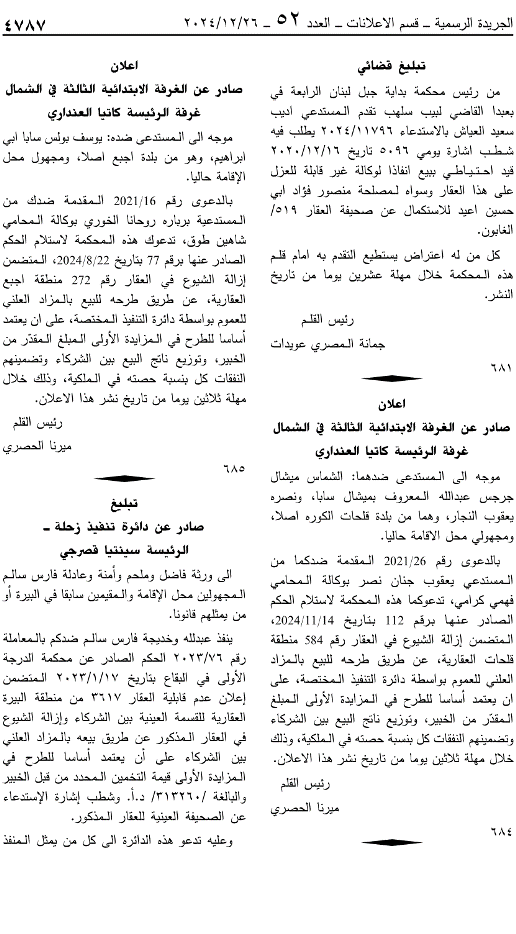 الجريدة الرسمية ــ قسم الاعلانات ــ العدد ٥٢ ــ ٢٠٢٤/١٢/٢٦
٤٧٨٧
تبليغ قضائي
من رئيس محكمة بداية جبل لبنان الرابعة في
بعبدا القاضي لبيب سلهب تقدم المستدعي اديب
سعيد العياش بالاستدعاء ٢٠٢٤/١١٧٩٦ يطلب فيه
شطب اشارة يومي ٥٠٩٦ تاريخ ٢٠٢٠/١٢/١٦
قيد احتياطي ببيع انفاذا لوكالة غير قابلة للعزل
على هذا العقار وسواه لمصلحة منصور فؤاد ابي
حسين اعيد للاستكمال عن صحيفة العقار ٥١٩/
الغابون.
كل من له اعتراض يستطيع التقدم به امام قلم
هذه المحكمة خلال مهلة عشرين يوما من تاريخ
النشر.
رئيس القلم
جمانة المصري عويدات
٦٨١
اعلان
صادر عن الغرفة الابتدائية الثالثة في الشمال
غرفة الرئيسة كاتيا العنداري
موجه الى المستدعى ضدهما: الشماس ميشال
جرجس عبدالله المعروف بميشال سابا، ونصره
يعقوب النجار، وهما من بلدة قلحات الكوره اصلا،
ومجهولي محل الاقامة حاليا.
بالدعوى رقم 2021/26 المقدمة ضدكما من
المستدعي يعقوب جنان نصر بوكالة المحامي
فهمي كرامي، تدعوكما هذه المحكمة لاستلام الحكم
الصادر عنها برقم 112 بتاريخ 2024/11/14،
المتضمن إزالة الشيوع في العقار رقم 584 منطقة
قلحات العقارية، عن طريق طرحه للبيع بالمزاد
العلني للعموم بواسطة دائرة التنفيذ المختصة، على
ان يعتمد أساسا للطرح في المزايدة الأولى المبلغ
المقدّر من الخبير، وتوزيع ناتج البيع بين الشركاء
وتضمينهم النفقات كل بنسبة حصته في الملكية، وذلك
خلال مهلة ثلاثين يوما من تاريخ نشر هذا الاعلان.
رئيس القلم
ميرنا الحصري
٦٨٤
اعلان
صادر عن الغرفة الابتدائية الثالثة في الشمال
غرفة الرئيسة كاتيا العنداري
موجه الى المستدعى ضده: يوسف بولس سابا ابي
ابراهيم، وهو من بلدة اجبع اصلا، ومجهول محل
الإقامة حاليا.
بالدعوى رقم 2021/16 المقدمة ضدك من
المستدعية برباره روحانا الخوري بوكالة المحامي
شاهين طوق، تدعوك هذه المحكمة لاستلام الحكم
الصادر عنها برقم 77 بتاريخ 2024/8/22، المتضمن
إزالة الشيوع في العقار رقم 272 منطقة اجبع
العقارية، عن طريق طرحه للبيع بالمزاد العلني
للعموم بواسطة دائرة التنفيذ المختصة، على ان يعتمد
أساسا للطرح في المزايدة الأولى المبلغ المقدّر من
الخبير، وتوزيع ناتج البيع بين الشركاء وتضمينهم
النفقات كل بنسبة حصته في الملكية، وذلك خلال
مهلة ثلاثين يوما من تاريخ نشر هذا الاعلان.
رئيس القلم
ميرنا الحصري
٦٨٥
تبليغ
صادر عن دائرة تنفيذ زحلة ــ
الرئيسة سينتيا قصرجي
الى ورثة فاضل وملحم وأمنة وعادلة فارس سالم
المجهولين محل الاقامة والمقيمين سابقا في البيرة أو
من يمثلهم قانونا.
ينفذ عبدلله وخديجة فارس سالم ضدكم بالمعاملة
رقم ٢٠٢٣/٧٦ الحكم الصادر عن محكمة الدرجة
الأولى في البقاع بتاريخ ٢٠٢٣/١/١٧ المتضمن
إعلان عدم قابلية العقار ٣٦١٧ من منطقة البيرة
العقارية للقسمة العينية بين الشركاء وإزالة الشيوع
في العقار المذكور عن طريق بيعه بالمزاد العلني
بين الشركاء على أن يعتمد أساسا للطرح في
المزايدة الأولى قيمة التخمين المحدد من قبل الخبير
والبالغة /٣١٣٢٦٠/ د.أ. وشطب إشارة الإستدعاء
عن الصحيفة العينية للعقار المذكور.
وعليه تدعو هذه الدائرة الى كل من يمثل المنفذ